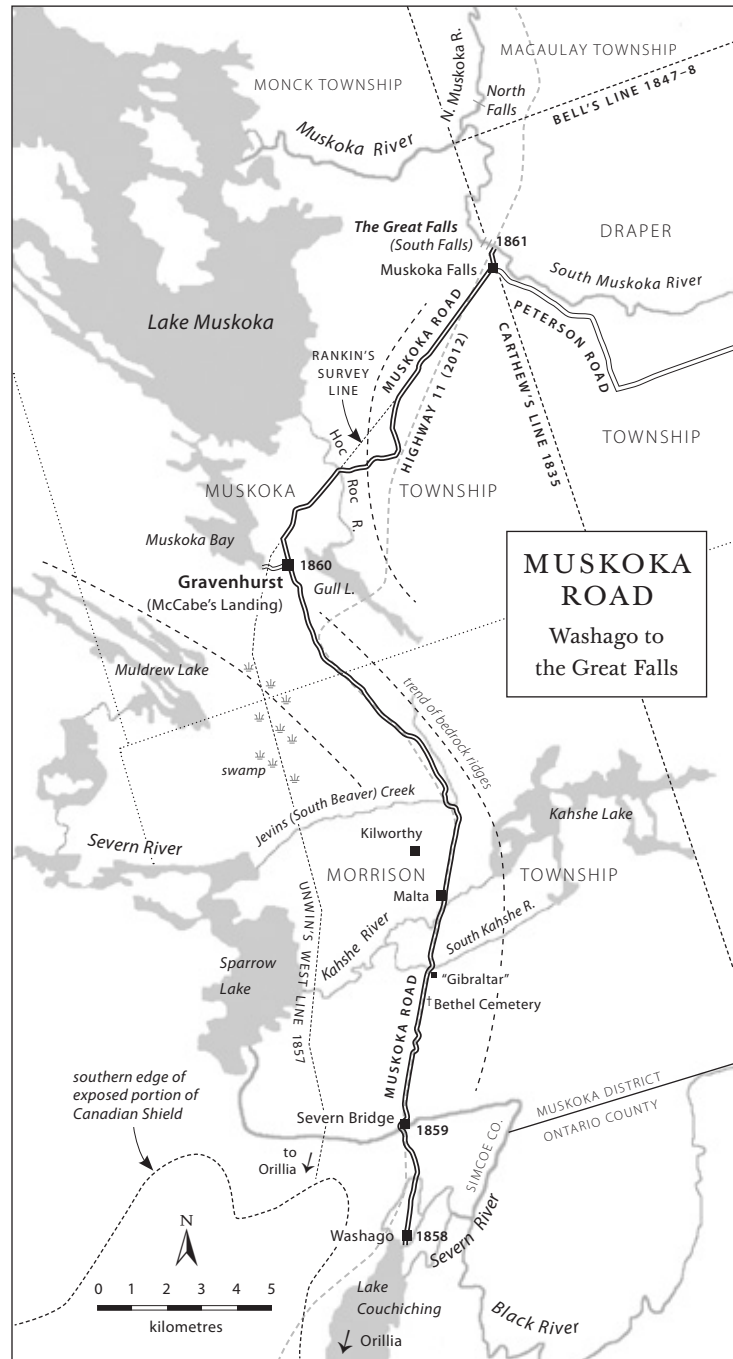 MACAULAY TOWNSHIP
MONCK TOWNSHIP
N. Muskoka R.
North
Falls
BELL'S LINE 1847–8
Muskoka River
The Great Falls
(South Falls)
1861
DRAPER
Muskoka Falls
South Muskoka River
Lake Muskoka
MUSKOKA ROAD
PETERSON ROAD
RANKIN'S
SURVEY
LINE
HIGHWAY 11 (2012)
CARTHEW'S LINE 1835
Hoc
Roc R.
TOWNSHIP
MUSKOKA
TOWNSHIP
Muskoka Bay
1860
Gravenhurst
(McCabe's Landing)
Gull L.
MUSKOKA
ROAD
Washago to
the Great Falls
Muldrew Lake
trend of bedrock ridges
swamp
Jevins (South Beaver) Creek
Kahshe Lake
Severn River
Kilworthy
MORRISON
TOWNSHIP
Malta
UNWIN'S WEST LINE 1857
Kahshe River
South Kahshe R.
Sparrow
Lake
"Gibraltar"
† Bethel Cemetery
MUSKOKA ROAD
southern edge of
exposed portion of
Canadian Shield
MUSKOKA DISTRICT
ONTARIO COUNTY
Severn Bridge
1859
SIMCOE CO.
to
Orillia
N
Washago
1858
Severn River
0 1 2 3 4 5
kilometres
Lake
Couchiching
Black River
Orillia